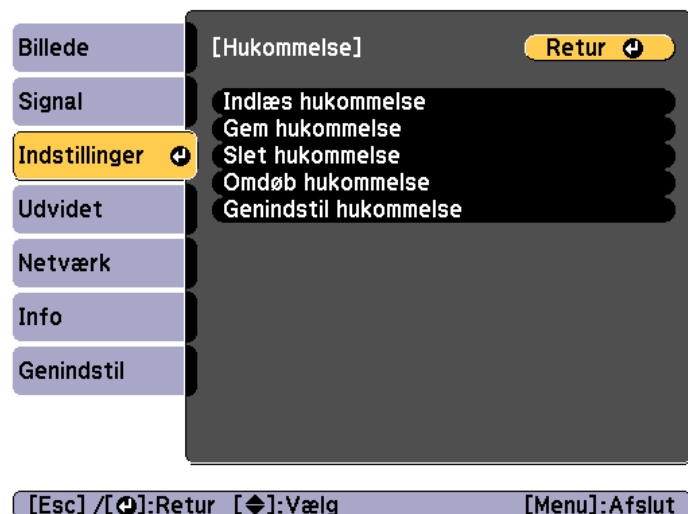 Billede
Signal
Indstillinger
Udvidet
Netværk
Info
Genindstil
[Hukommelse]
Retur
Indlæs hukommelse
Gem hukommelse
Slet hukommelse
Omdøb hukommelse
Genindstil hukommelse
[Esc] /[⏎]:Retur [◆]:Vælg [Menu]:Afslut